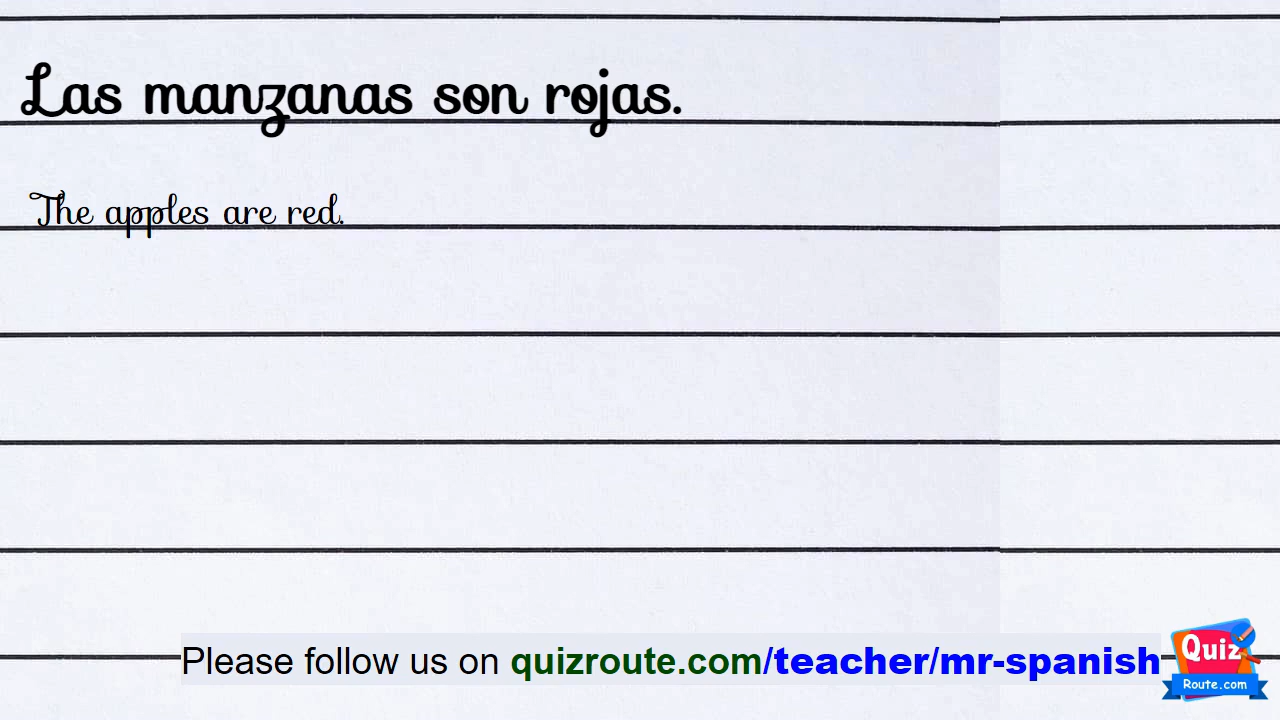 Las manzanas son rojas.
The apples are red.
Please follow us on quizroute.com/teacher/mr-spanish
Quiz
Route.com